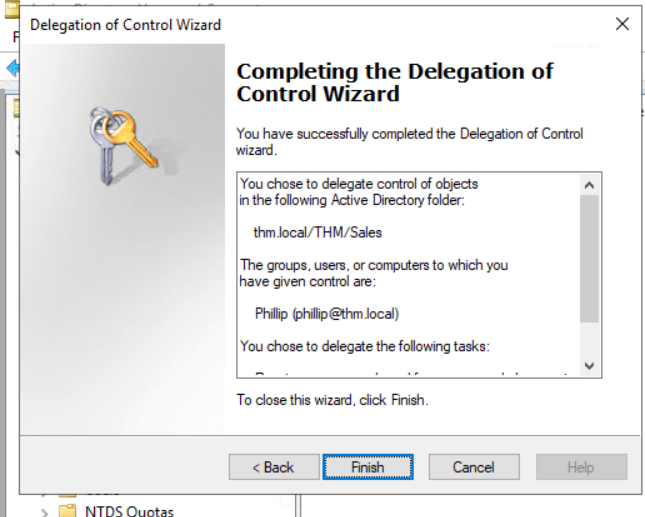 Delegation of Control Wizard
Completing the Delegation of
Control Wizard
You have successfully completed the Delegation of Control
wizard.
You chose to delegate control of objects
in the following Active Directory folder:
thm.local/THM/Sales
The groups, users, or computers to which you
have given control are:
Phillip (phillip@thm.local)
You chose to delegate the following tasks:
To close this wizard, click Finish.
< Back
Finish
Cancel
Help
NTDS Quotas